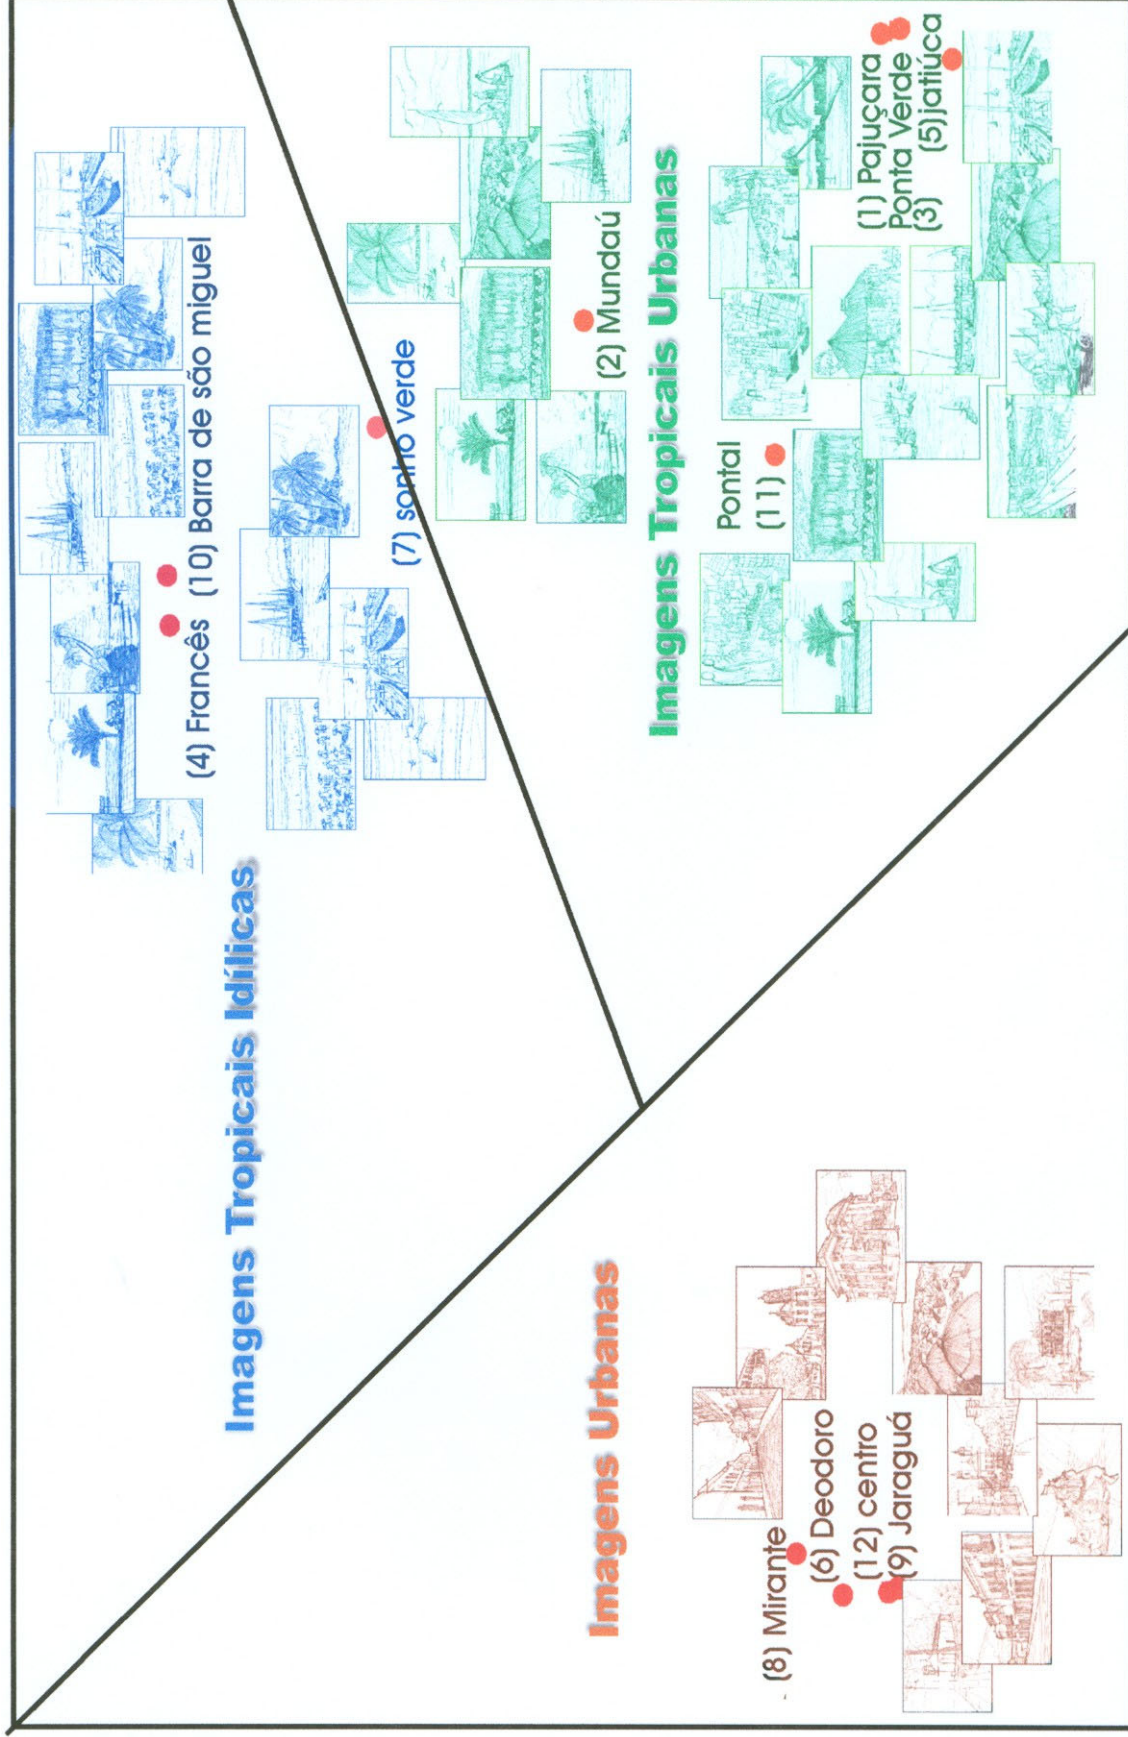 Imagens Tropicais Idílicas
(4) Francês (10) Barra de são miguel
(7) sonho verde
(2) Mundaú
Imagens Tropicais Urbanas
Pontal
(11)
(1) Pajuçara
Ponta Verde
(3)
(5)jatiúca
Imagens Urbanas
(8) Mirante
(6) Deodoro
(12) centro
(9) Jaraguá